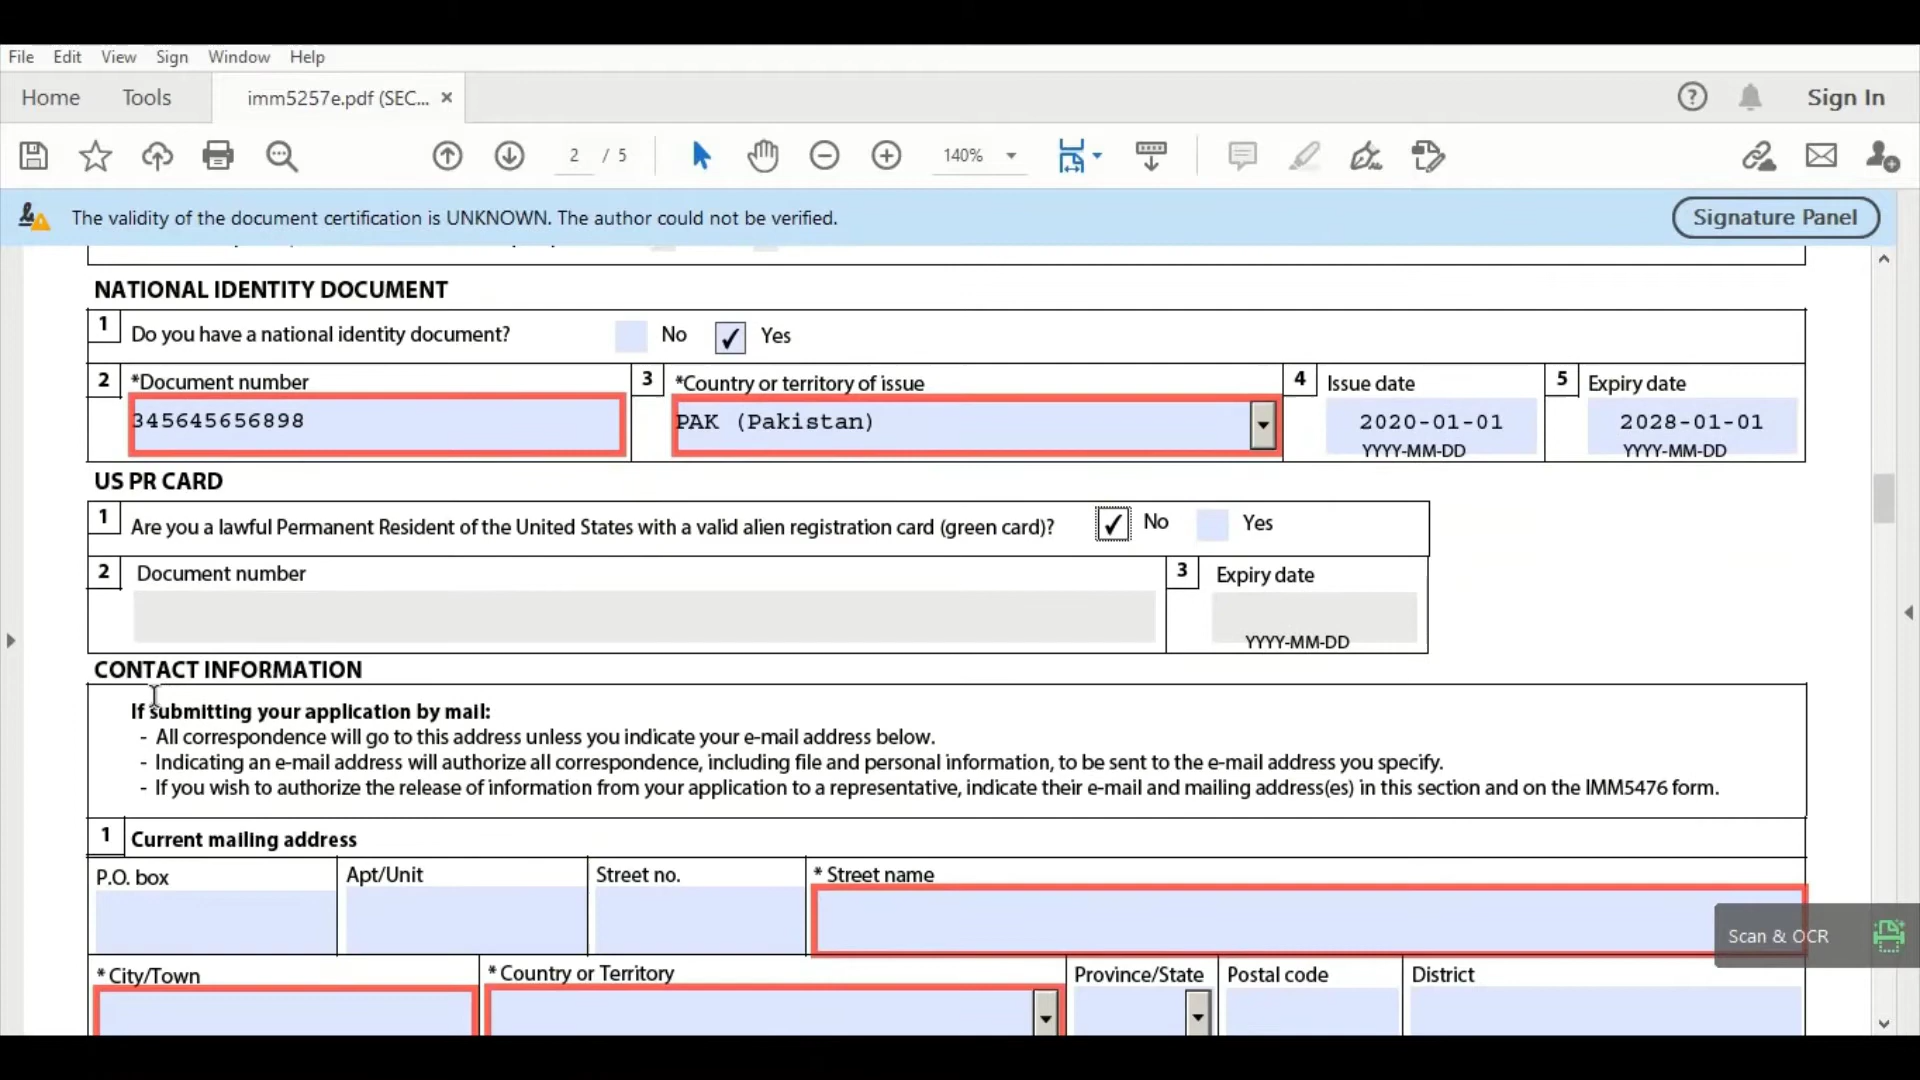 File Edit View Sign Window Help
Home Tools imm5257e.pdf (SEC... × ? Sign In
2 / 5 140%
The validity of the document certification is UNKNOWN. The author could not be verified. Signature Panel
NATIONAL IDENTITY DOCUMENT
1 Do you have a national identity document? No ✓ Yes
2 *Document number 3 *Country or territory of issue 4 Issue date 5 Expiry date
345645656898 PAK (Pakistan) 2020-01-01 2028-01-01
YYYY-MM-DD YYYY-MM-DD
US PR CARD
1 Are you a lawful Permanent Resident of the United States with a valid alien registration card (green card)? ✓ No Yes
2 Document number 3 Expiry date
YYYY-MM-DD
CONTACT INFORMATION
If submitting your application by mail:
- All correspondence will go to this address unless you indicate your e-mail address below.
- Indicating an e-mail address will authorize all correspondence, including file and personal information, to be sent to the e-mail address you specify.
- If you wish to authorize the release of information from your application to a representative, indicate their e-mail and mailing address(es) in this section and on the IMM5476 form.
1 Current mailing address
P.O. box Apt/Unit Street no. * Street name
Scan & OCR
* City/Town * Country or Territory Province/State Postal code District